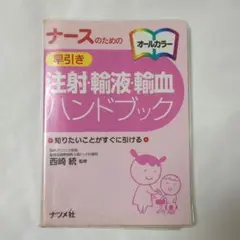 ナースのための
オールカラー
早引き
注射・輸液・輸血
ハンドブック
知りたいことがすぐに引ける
西崎 統 監修
ナツメ社